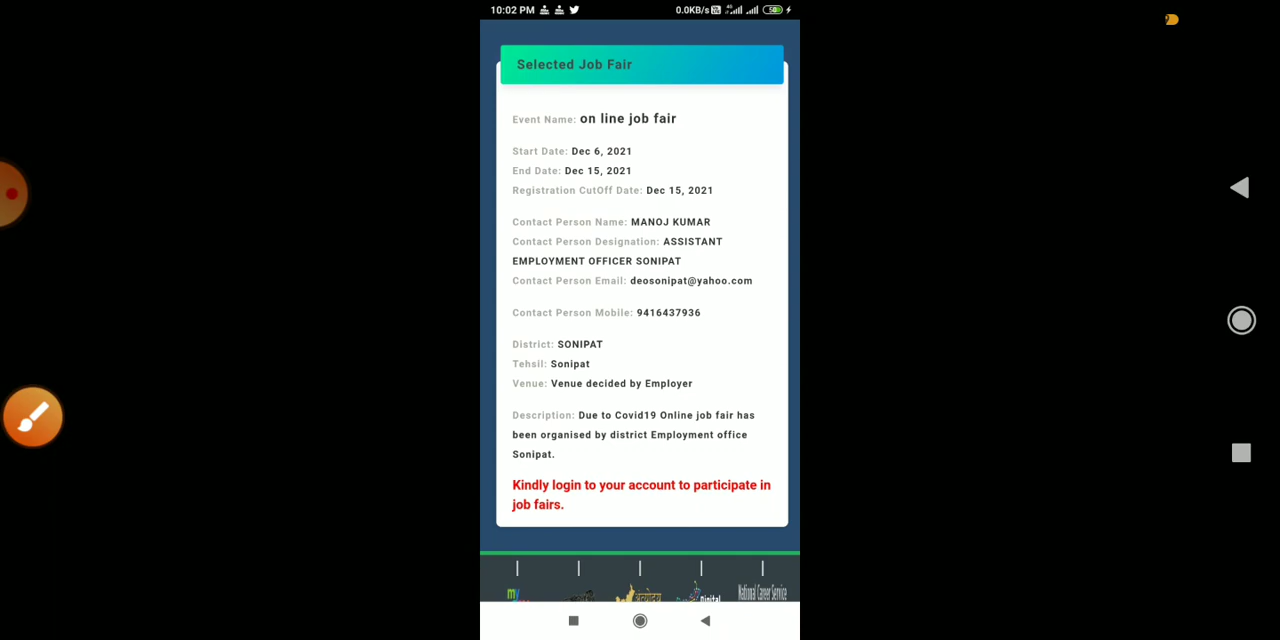 10:02 PM 0.0KB/s 4G 50
Selected Job Fair
Event Name: on line job fair
Start Date: Dec 6, 2021
End Date: Dec 15, 2021
Registration CutOff Date: Dec 15, 2021
Contact Person Name: MANOJ KUMAR
Contact Person Designation: ASSISTANT
EMPLOYMENT OFFICER SONIPAT
Contact Person Email: deosonipat@yahoo.com
Contact Person Mobile: 9416437936
District: SONIPAT
Tehsil: Sonipat
Venue: Venue decided by Employer
Description: Due to Covid19 Online job fair has
been organised by district Employment office
Sonipat.
Kindly login to your account to participate in
job fairs.
my Digital National Career Service